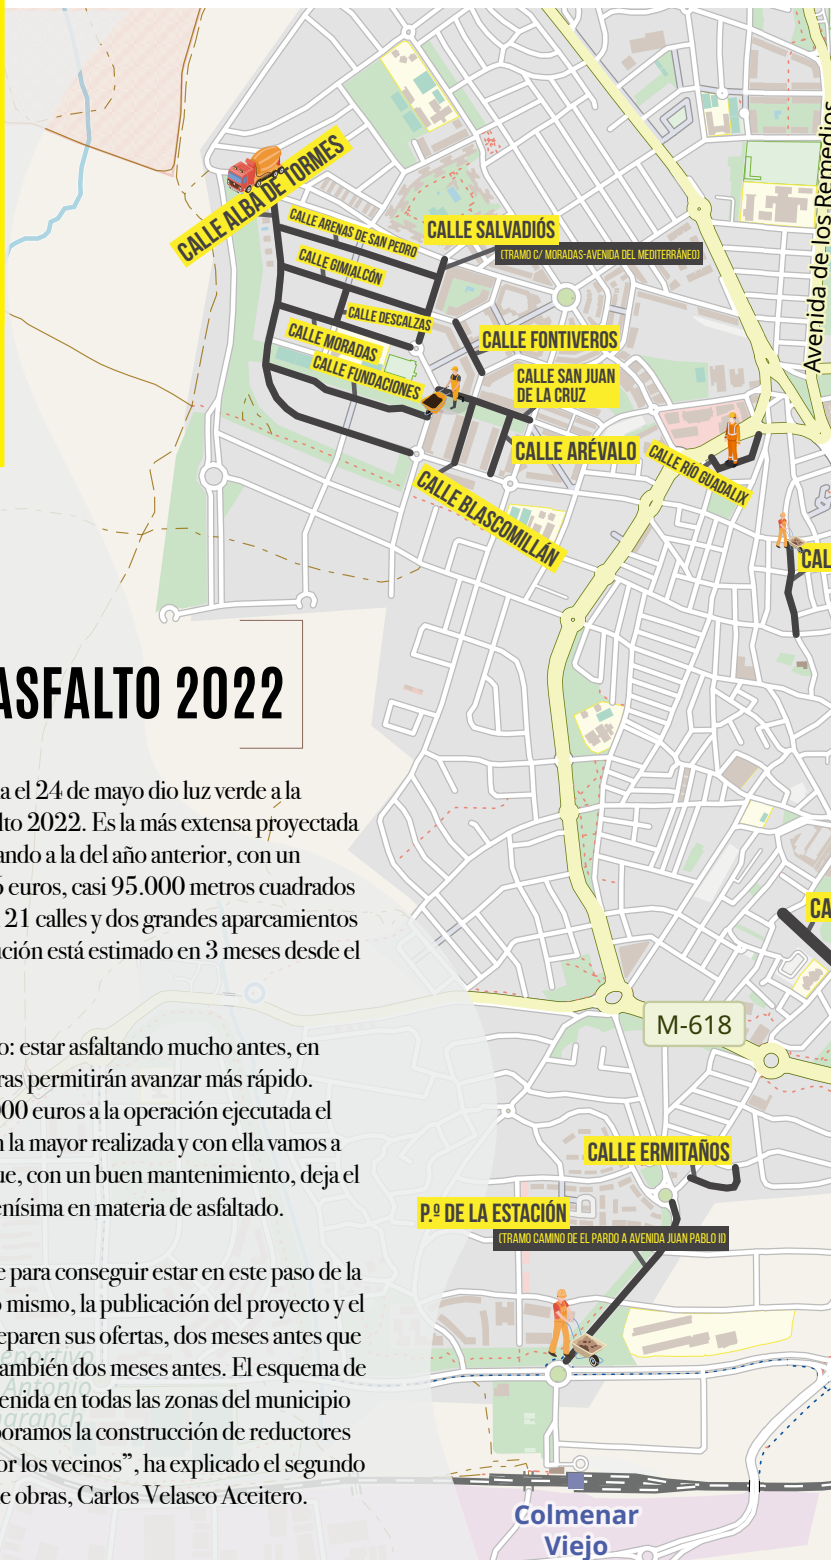 CALLE ALBA DE TORMES
CALLE ARENAS DE SAN PEDRO
CALLE SALVADIÓS
(TRAMO C/ MORADAS-AVENIDA DEL MEDITERRÁNEO)
CALLE GIMIALCÓN
CALLE DESCALZAS
CALLE MORADAS
CALLE FUNDACIONES
CALLE FONTIVEROS
CALLE SAN JUAN
DE LA CRUZ
CALLE ARÉVALO
CALLE RÍO GUADALIX
CALLE BLASCOMILLÁN
Avenida de los Remedios
CAL
ASFALTO 2022
a el 24 de mayo dio luz verde a la
lto 2022. Es la más extensa proyectada
ando a la del año anterior, con un
6 euros, casi 95.000 metros cuadrados
21 calles y dos grandes aparcamientos
ución está estimado en 3 meses desde el
CA
M-618
o: estar asfaltando mucho antes, en
ras permitirán avanzar más rápido.
000 euros a la operación ejecutada el
n la mayor realizada y con ella vamos a
ue, con un buen mantenimiento, deja el
enísima en materia de asfaltado.
CALLE ERMITAÑOS
P.º DE LA ESTACIÓN
(TRAMO CAMINO DE EL PARDO A AVENIDA JUAN PABLO II)
e para conseguir estar en este paso de la
o mismo, la publicación del proyecto y el
eparen sus ofertas, dos meses antes que
ambién dos meses antes. El esquema de
enida en todas las zonas del municipio
poramos la construcción de reductores
or los vecinos”, ha explicado el segundo
e obras, Carlos Velasco Aceitero.
eportivo
Antonio
aranch
Colmenar
Viejo